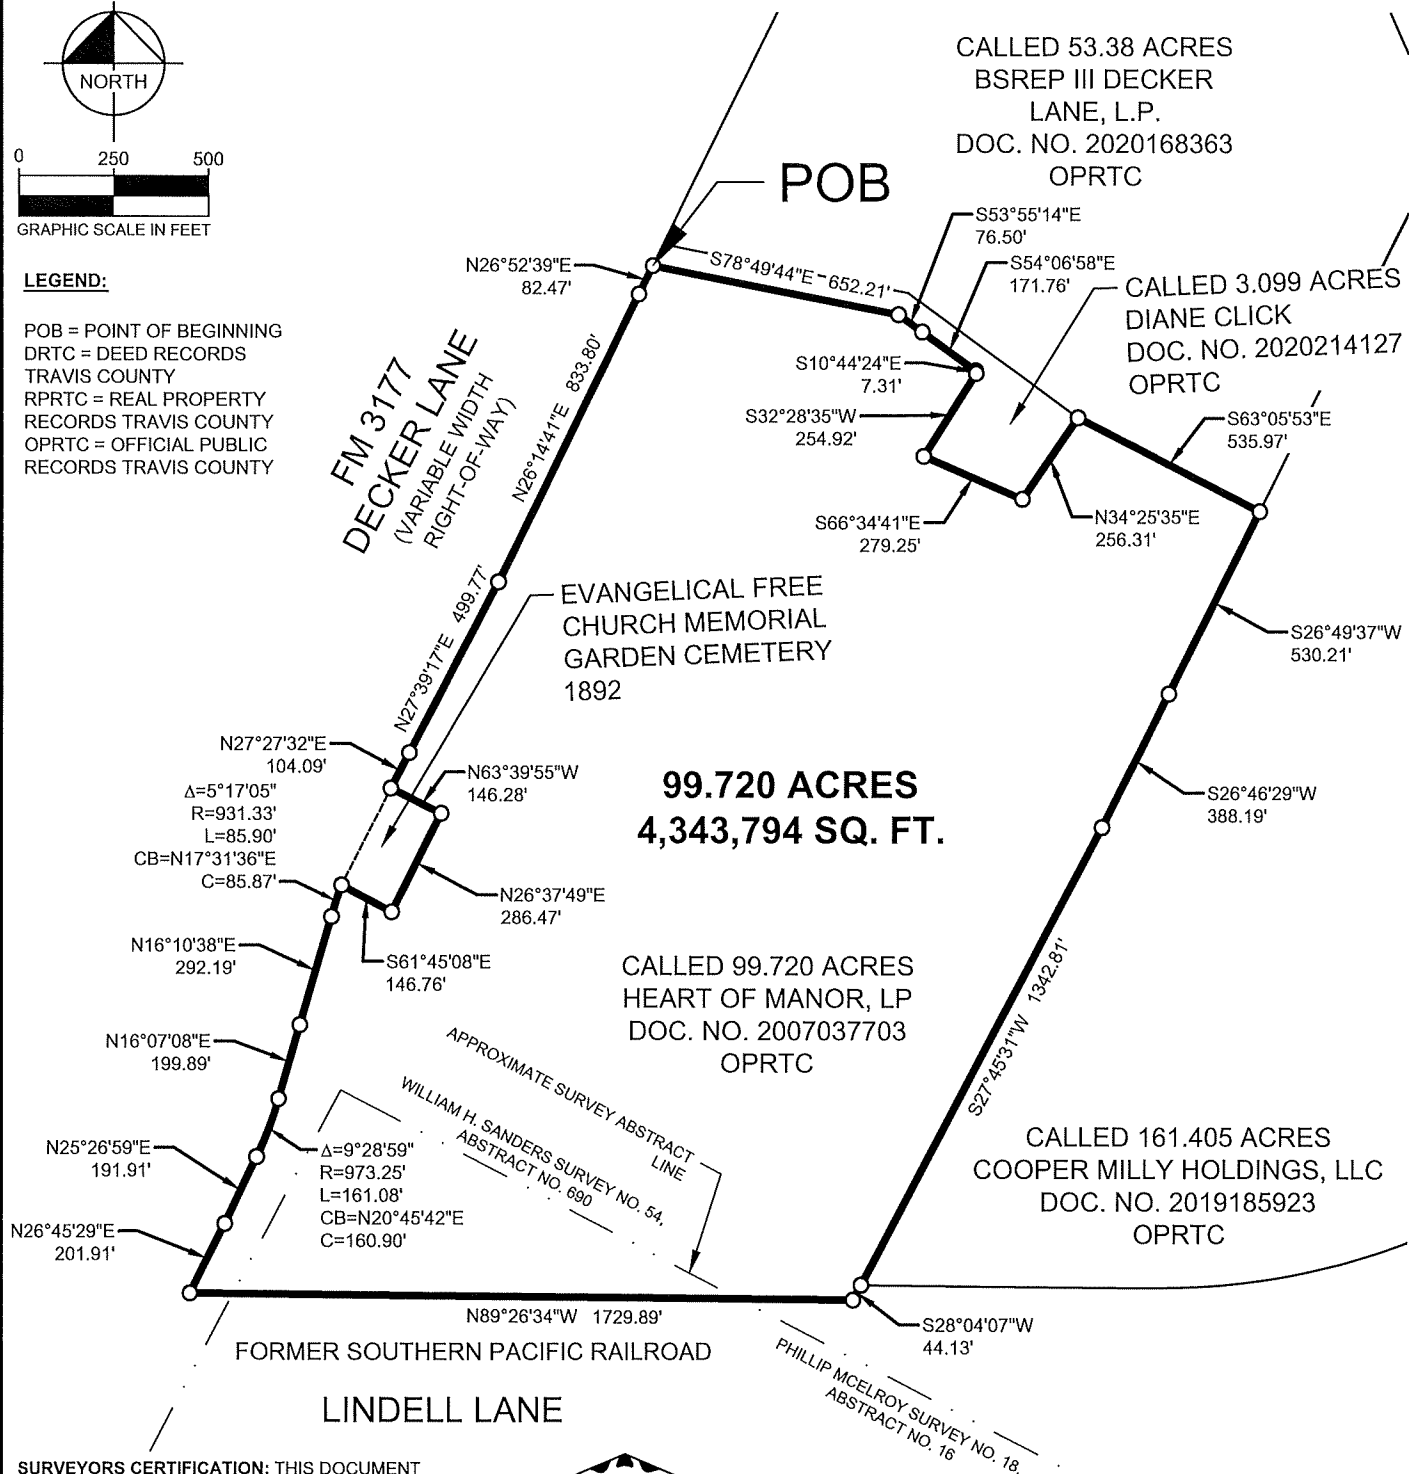 NORTH
0 250 500
GRAPHIC SCALE IN FEET
LEGEND:
POB = POINT OF BEGINNING
DRTC = DEED RECORDS
TRAVIS COUNTY
RPRTC = REAL PROPERTY
RECORDS TRAVIS COUNTY
OPRTC = OFFICIAL PUBLIC
RECORDS TRAVIS COUNTY
CALLED 53.38 ACRES
BSREP III DECKER
LANE, L.P.
DOC. NO. 2020168363
OPRTC
POB
S53°55'14"E
76.50'
S54°06'58"E
171.76'
CALLED 3.099 ACRES
DIANE CLICK
DOC. NO. 2020214127
OPRTC
N26°52'39"E
82.47'
S78°49'44"E 652.21'
S10°44'24"E
7.31'
S32°28'35"W
254.92'
S63°05'53"E
535.97'
S66°34'41"E
279.25'
N34°25'35"E
256.31'
FM 3177
DECKER LANE
(VARIABLE WIDTH
RIGHT-OF-WAY)
N26°14'41"E 833.80'
N27°39'17"E 499.77'
EVANGELICAL FREE
CHURCH MEMORIAL
GARDEN CEMETERY
1892
S26°49'37"W
530.21'
N27°27'32"E
104.09'
N63°39'55"W
146.28'
Δ=5°17'05"
R=931.33'
L=85.90'
CB=N17°31'36"E
C=85.87'
99.720 ACRES
4,343,794 SQ. FT.
S26°46'29"W
388.19'
N26°37'49"E
286.47'
N16°10'38"E
292.19'
S61°45'08"E
146.76'
CALLED 99.720 ACRES
HEART OF MANOR, LP
DOC. NO. 2007037703
OPRTC
S27°45'31"W 1342.81'
N16°07'08"E
199.89'
APPROXIMATE SURVEY ABSTRACT
LINE
WILLIAM H. SANDERS SURVEY NO. 54,
ABSTRACT NO. 690
N25°26'59"E
191.91'
Δ=9°28'59"
R=973.25'
L=161.08'
CB=N20°45'42"E
C=160.90'
CALLED 161.405 ACRES
COOPER MILLY HOLDINGS, LLC
DOC. NO. 2019185923
OPRTC
N26°45'29"E
201.91'
N89°26'34"W 1729.89'
S28°04'07"W
44.13'
FORMER SOUTHERN PACIFIC RAILROAD
PHILLIP MCELROY SURVEY NO. 18,
ABSTRACT NO. 16
LINDELL LANE
SURVEYORS CERTIFICATION: THIS DOCUMENT